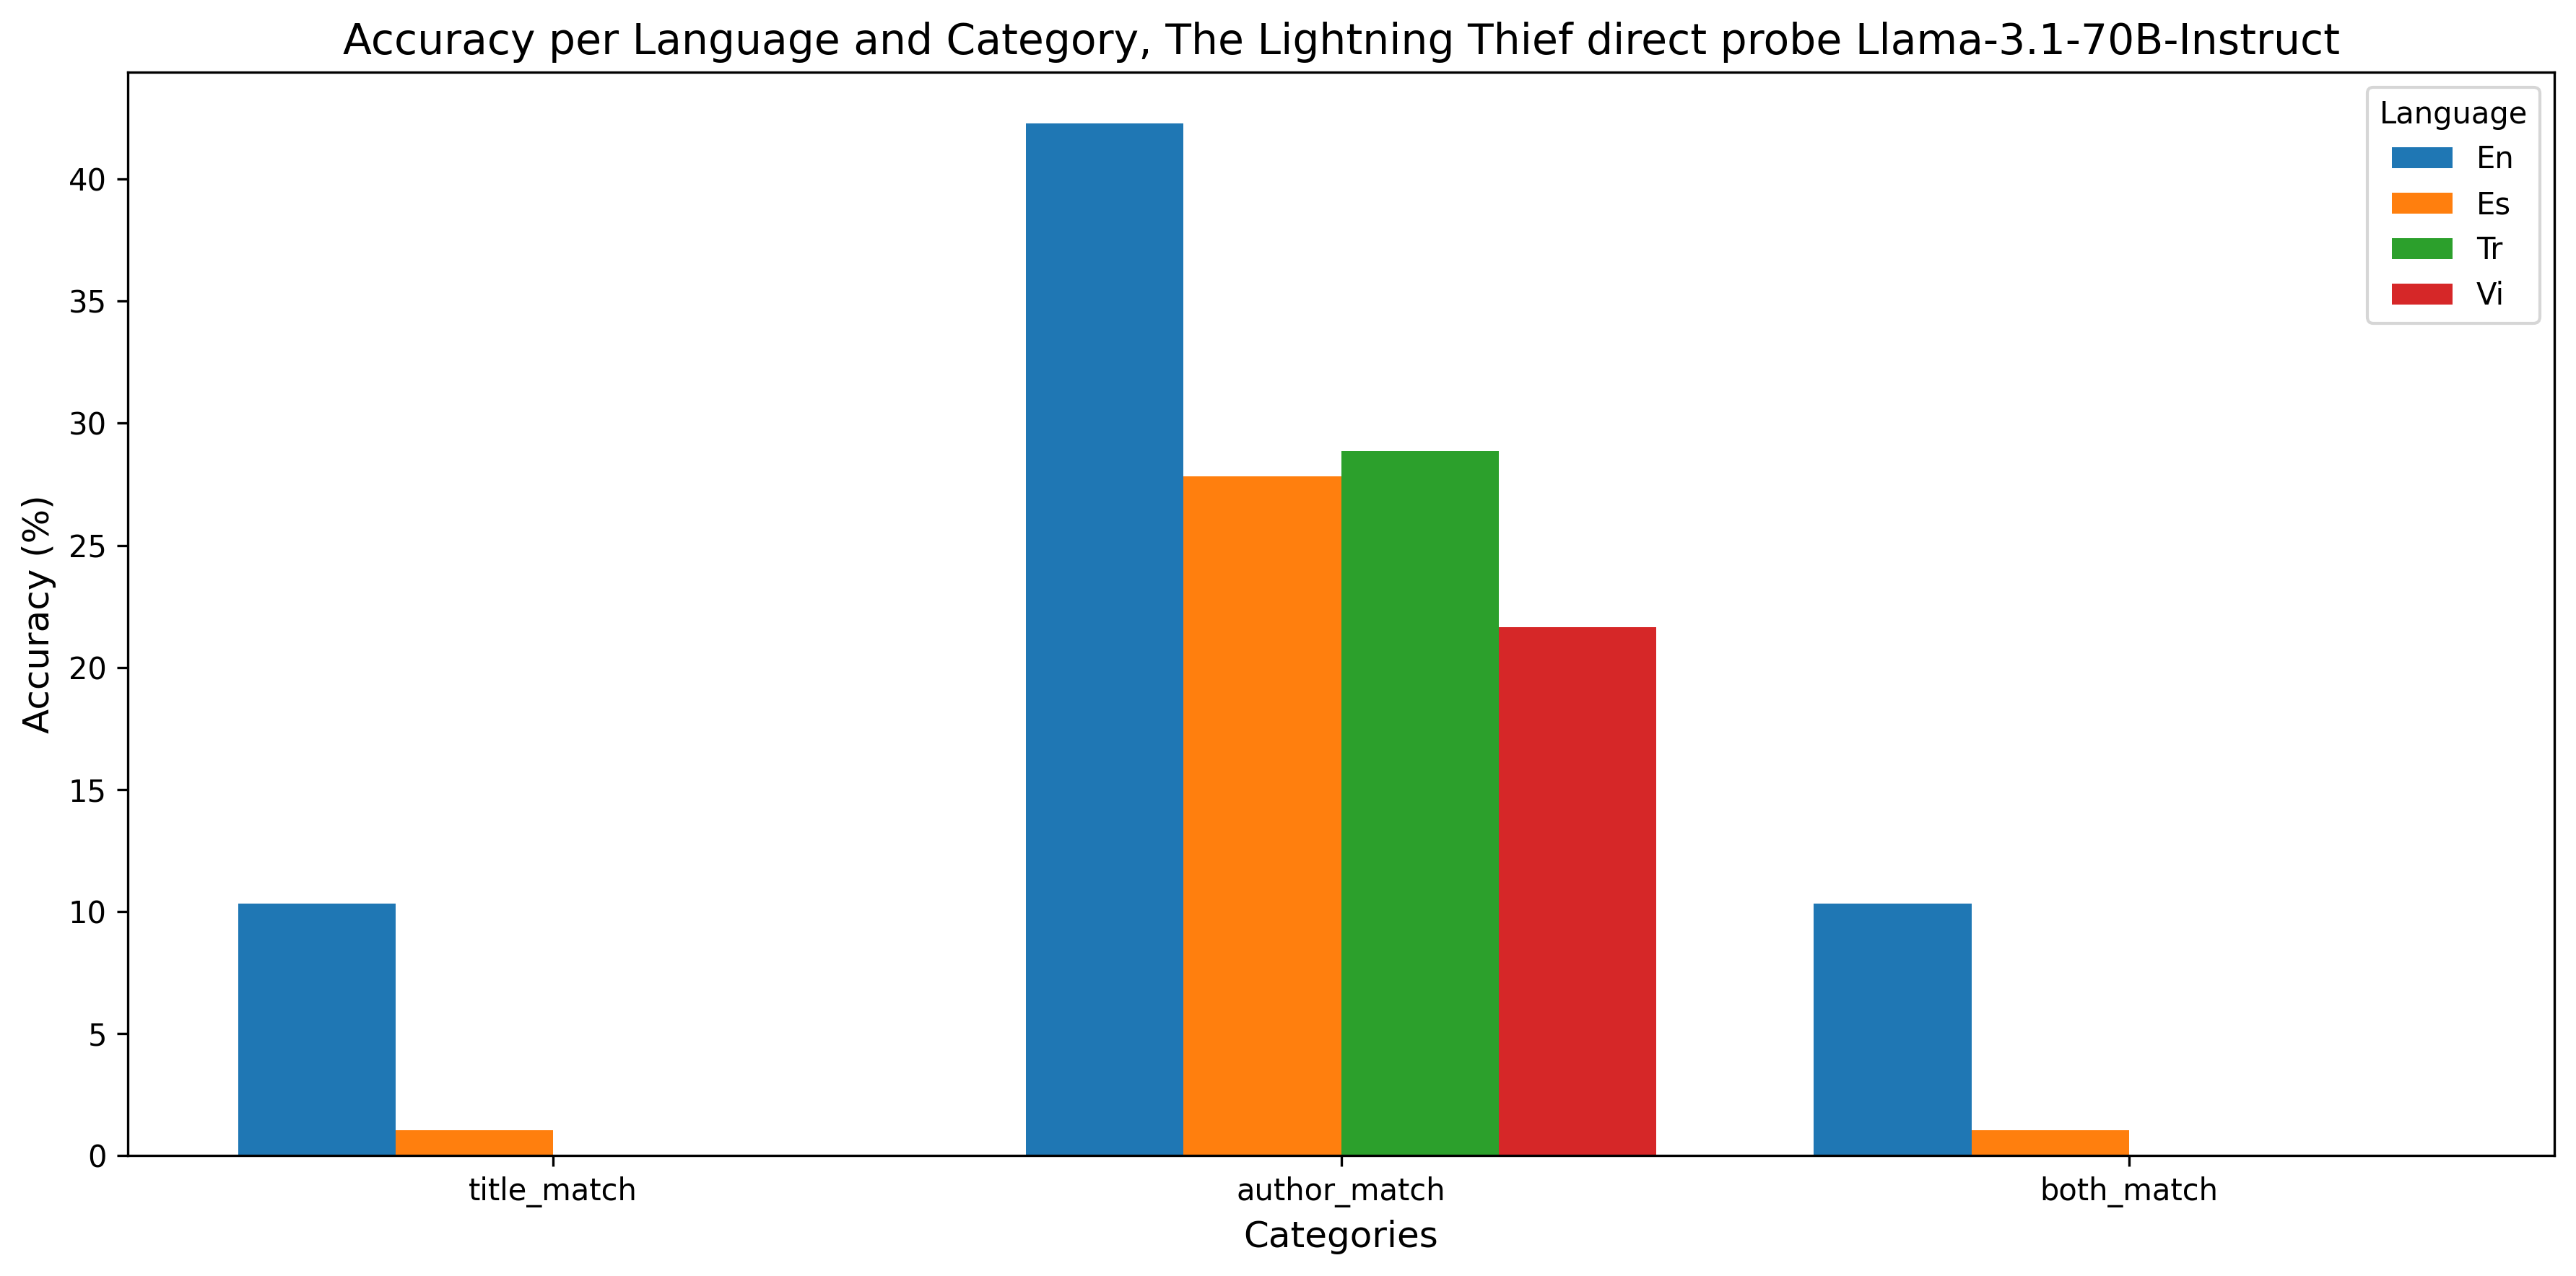 Accuracy per Language and Category, The Lightning Thief direct probe Llama-3.1-70B-Instruct
Language
En
Es
Tr
Vi
Accuracy (%)
40
35
30
25
20
15
10
5
0
title_match
author_match
both_match
Categories